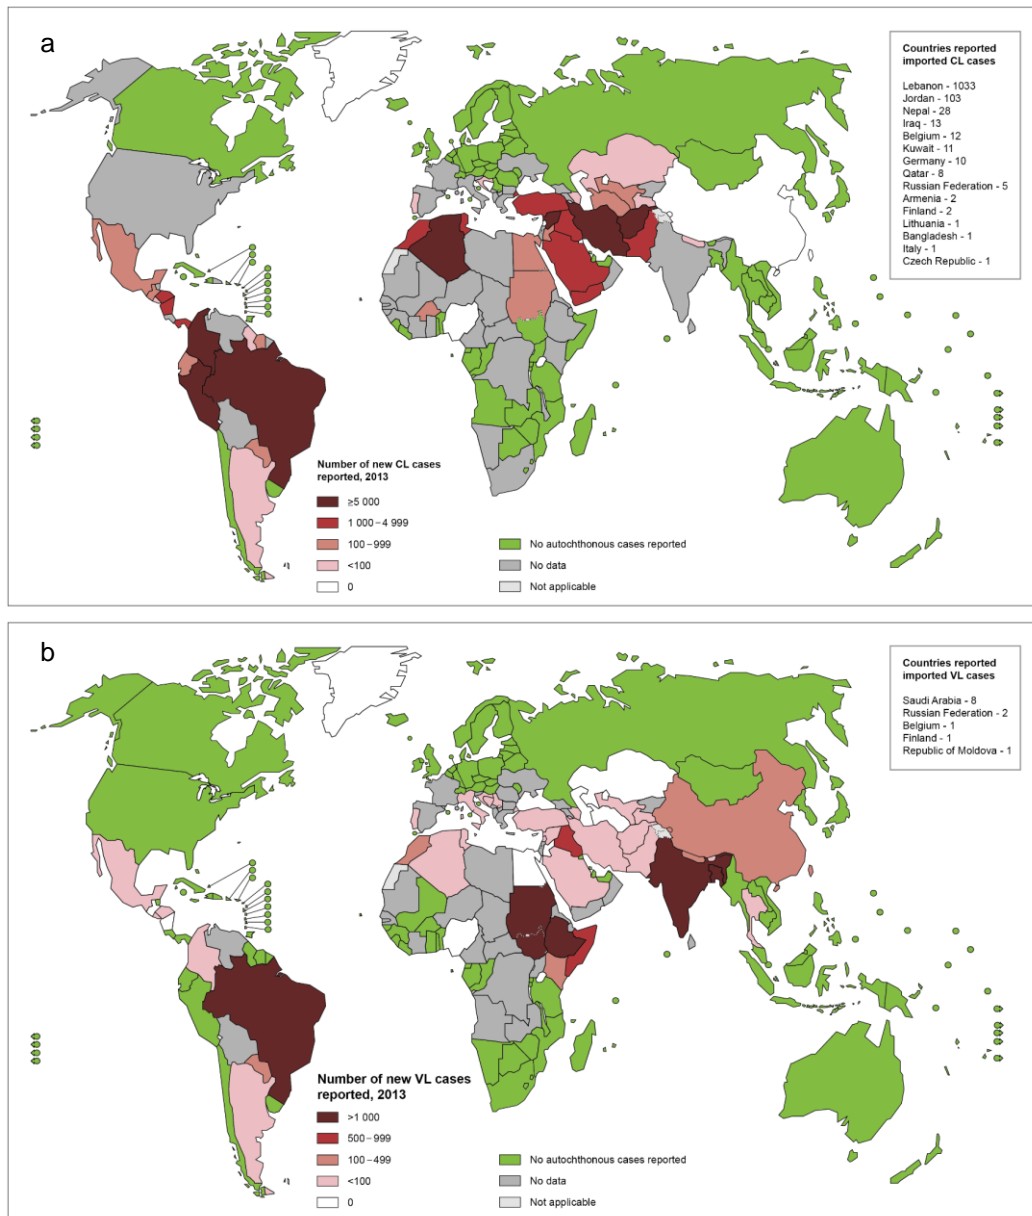 a
Countries reported
imported CL cases
Lebanon - 1033
Jordan - 103
Nepal - 28
Iraq - 13
Belgium - 12
Kuwait - 11
Germany - 10
Qatar - 8
Russian Federation - 5
Armenia - 2
Finland - 2
Lithuania - 1
Bangladesh - 1
Italy - 1
Czech Republic - 1
Number of new CL cases
reported, 2013
≥5 000
1 000–4 999
100–999
<100
0
No autochthonous cases reported
No data
Not applicable
b
Countries reported
imported VL cases
Saudi Arabia - 8
Russian Federation - 2
Belgium - 1
Finland - 1
Republic of Moldova - 1
Number of new VL cases
reported, 2013
>1 000
500–999
100–499
<100
0
No autochthonous cases reported
No data
Not applicable